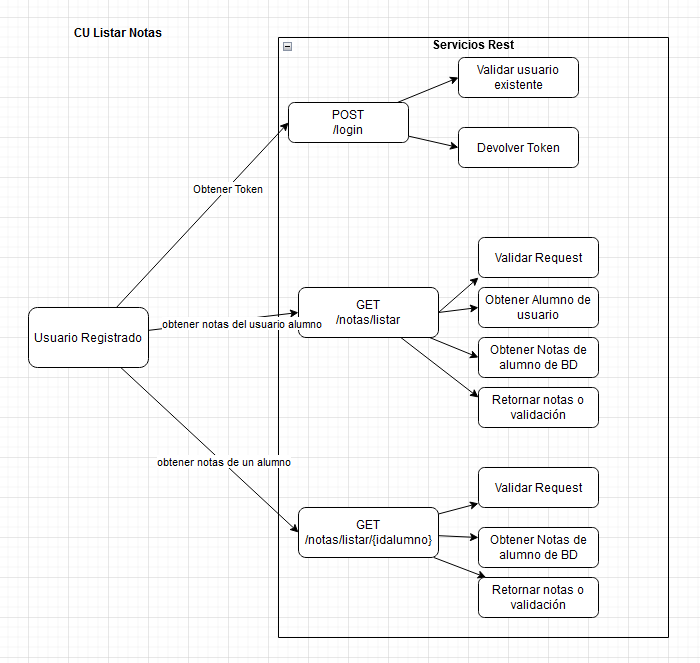 CU Listar Notas
Servicios Rest
Validar usuario
existente
POST
/login
Devolver Token
Obtener Token
Validar Request
GET
/notas/listar
Obtener Alumno de
usuario
Usuario Registrado
obtener notas del usuario alumno
Obtener Notas de
alumno de BD
Retornar notas o
validación
obtener notas de un alumno
Validar Request
GET
/notas/listar/{idalumno}
Obtener Notas de
alumno de BD
Retornar notas o
validación